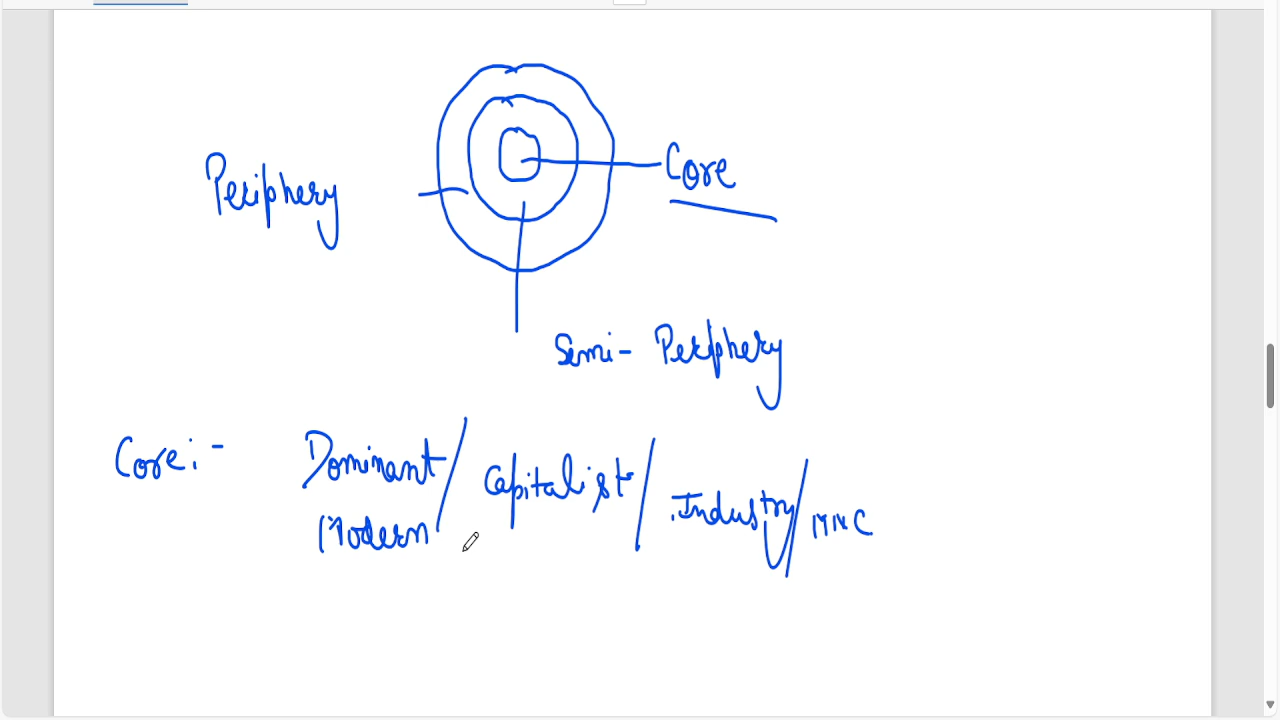 Periphery
Core
Semi- Periphery
Core:- Dominant/ Capitalist/ Industry/ MNC
Modern